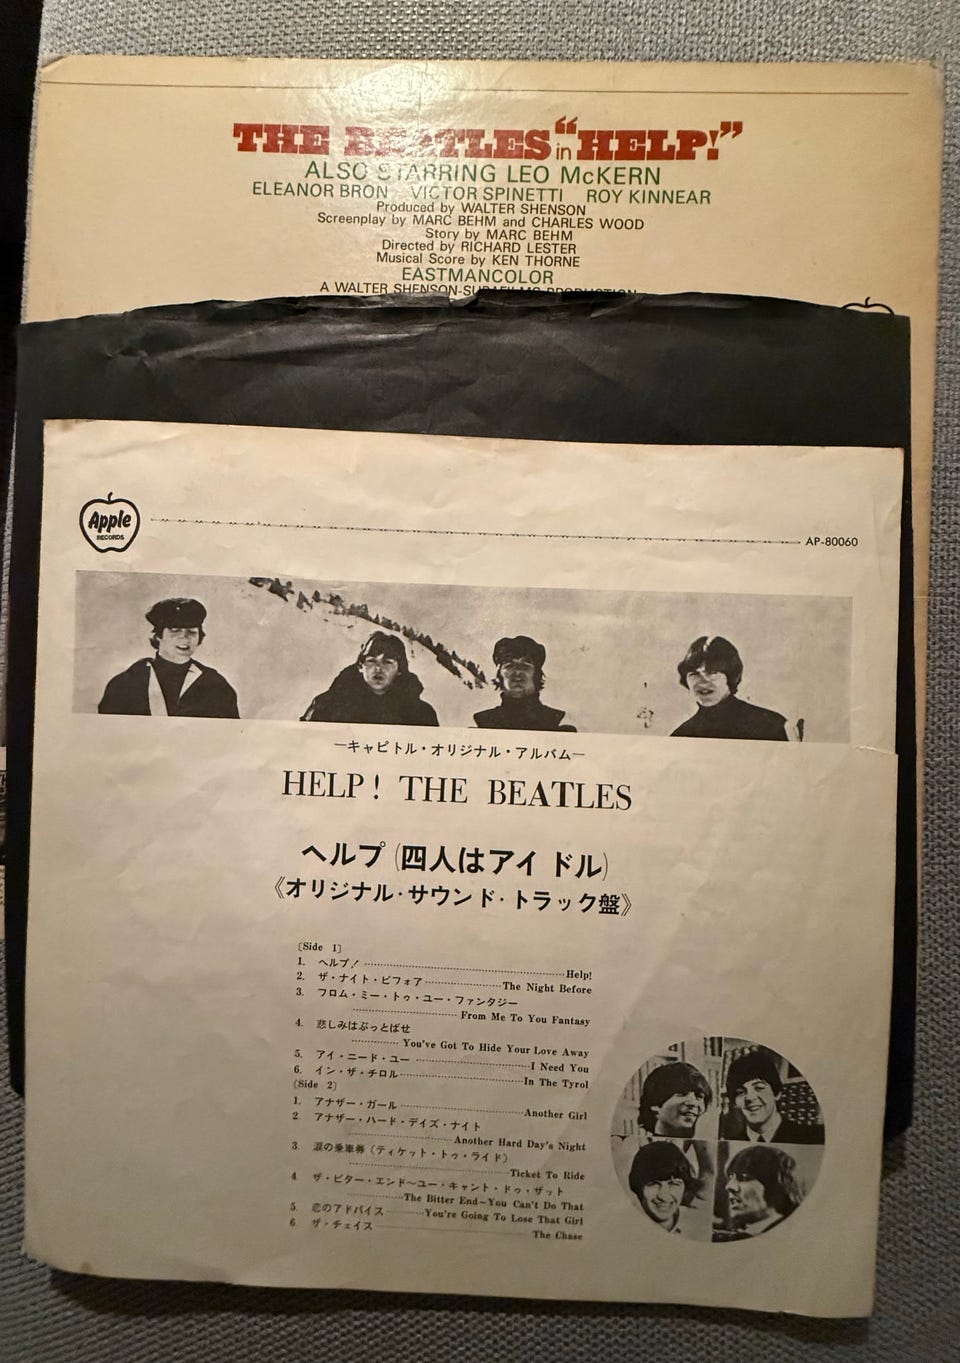 THE BEATLES in “HELP!”
ALSO STARRING LEO McKERN
ELEANOR BRON VICTOR SPINETTI ROY KINNEAR
Produced by WALTER SHENSON
Screenplay by MARC BEHM and CHARLES WOOD
Story by MARC BEHM
Directed by RICHARD LESTER
Musical Score by KEN THORNE
EASTMANCOLOR
A WALTER SHENSON-SUBAFILMS PRODUCTION
Apple
RECORDS
AP-80060
—キャピトル・オリジナル・アルバム—
HELP! THE BEATLES
ヘルプ(四人はアイドル)
《オリジナル・サウンド・トラック盤》
〔Side 1〕
1. ヘルプ!……Help!
2. ザ・ナイト・ビフォア……The Night Before
3. フロム・ミー・トゥ・ユー・ファンタジー
……From Me To You Fantasy
4. 悲しみはぶっとばせ
……You've Got To Hide Your Love Away
5. アイ・ニード・ユー……I Need You
6. イン・ザ・チロル……In The Tyrol
〔Side 2〕
1. アナザー・ガール……Another Girl
2. アナザー・ハード・デイズ・ナイト
……Another Hard Day's Night
3. 涙の乗車券(ティケット・トゥ・ライド)
……Ticket To Ride
4. ザ・ビター・エンド〜ユー・キャント・ドゥ・ザット
……The Bitter End~You Can't Do That
5. 恋のアドバイス……You're Going To Lose That Girl
6. ザ・チェイス……The Chase